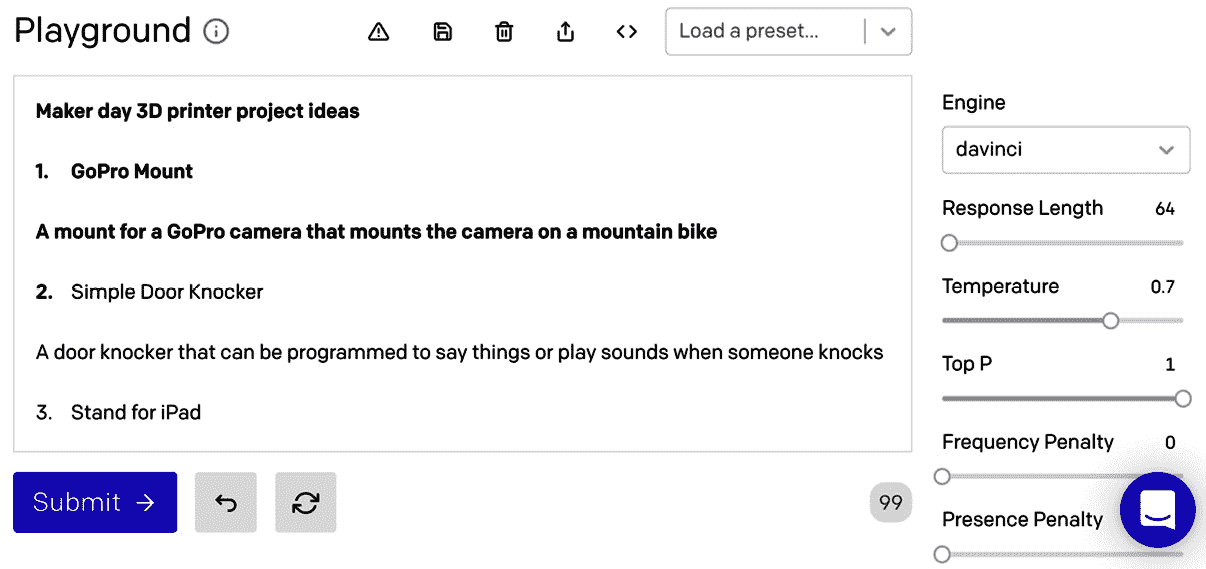 Playground
Load a preset...
Maker day 3D printer project ideas
1. GoPro Mount
A mount for a GoPro camera that mounts the camera on a mountain bike
2. Simple Door Knocker
A door knocker that can be programmed to say things or play sounds when someone knocks
3. Stand for iPad
Submit
99
Engine
davinci
Response Length 64
Temperature 0.7
Top P 1
Frequency Penalty 0
Presence Penalty